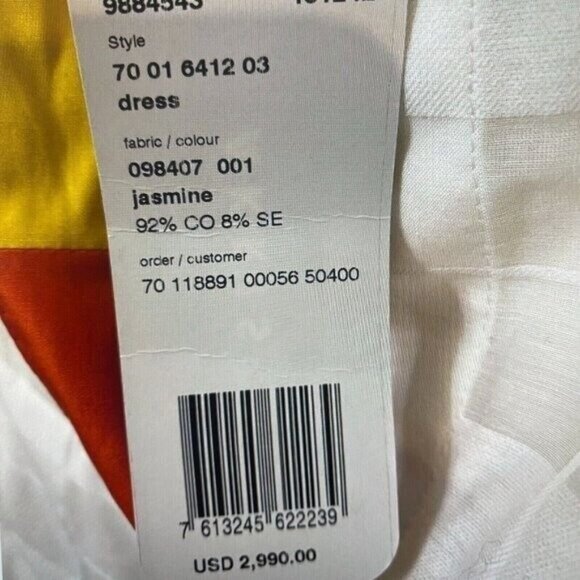 9884543
Style
70 01 6412 03
dress
fabric / colour
098407 001
jasmine
92% CO 8% SE
order / customer
70 118891 00056 50400
7 613245 622239
USD 2,990.00